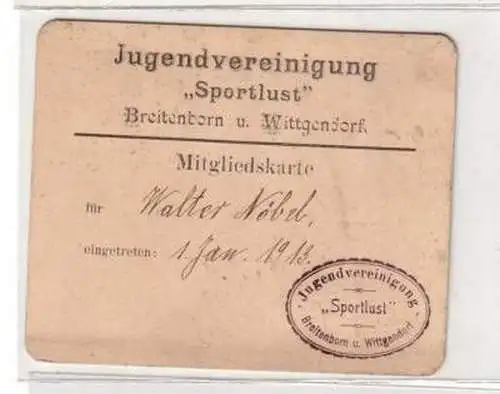 Jugendvereinigung
„Sportlust”
Breitenborn u. Wittgendorf.
Mitgliedskarte
für Walter Nöbel,
eingetreten: 1. Jan. 1913.
Jugendvereinigung
„Sportlust”
Breitenborn u. Wittgendorf